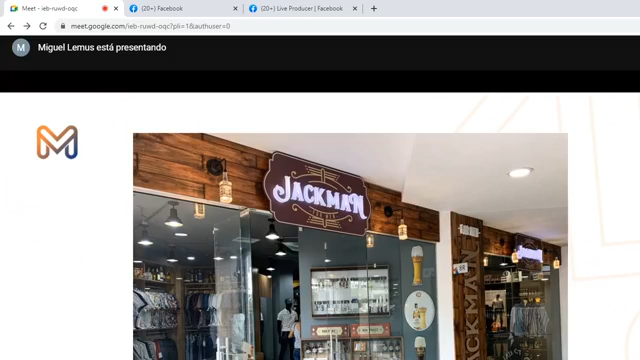 Meet - ieb-ruwd-oqc
(20+) Facebook
(20+) Live Producer | Facebook
meet.google.com/ieb-ruwd-oqc?pli=1&authuser=0
M
Miguel Lemus está presentando
M
JACKMAN
JACKMAN